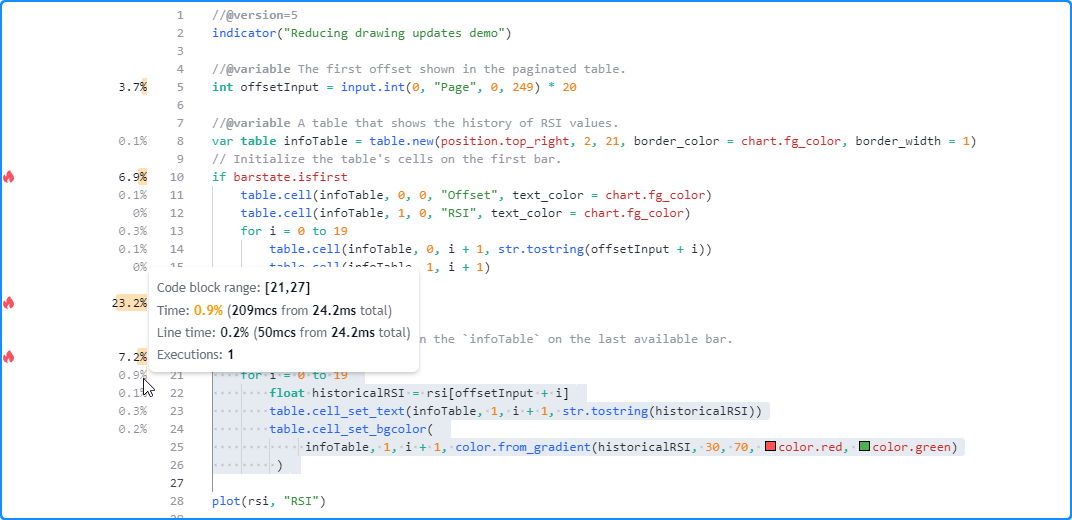 1 //@version=5
2 indicator("Reducing drawing updates demo")
3
4 //@variable The first offset shown in the paginated table.
3.7% 5 int offsetInput = input.int(0, "Page", 0, 249) * 20
6
7 //@variable A table that shows the history of RSI values.
0.1% 8 var table infoTable = table.new(position.top_right, 2, 21, border_color = chart.fg_color, border_width = 1)
9 // Initialize the table's cells on the first bar.
6.9% 10 if barstate.isfirst
0.1% 11 table.cell(infoTable, 0, 0, "Offset", text_color = chart.fg_color)
0% 12 table.cell(infoTable, 1, 0, "RSI", text_color = chart.fg_color)
0.3% 13 for i = 0 to 19
0.1% 14 table.cell(infoTable, 0, i + 1, str.tostring(offsetInput + i))
0% 15 table.cell(infoTable, 1, i + 1)
Code block range: [21,27]
23.2% Time: 0.9% (209mcs from 24.2ms total)
Line time: 0.2% (50mcs from 24.2ms total)
n the `infoTable` on the last available bar.
7.2% Executions: 1
0.9% 21 for i = 0 to 19
0.1% 22 float historicalRSI = rsi[offsetInput + i]
0.3% 23 table.cell_set_text(infoTable, 1, i + 1, str.tostring(historicalRSI))
0.2% 24 table.cell_set_bgcolor(
25 infoTable, 1, i + 1, color.from_gradient(historicalRSI, 30, 70, color.red, color.green)
26 )
27
28 plot(rsi, "RSI")